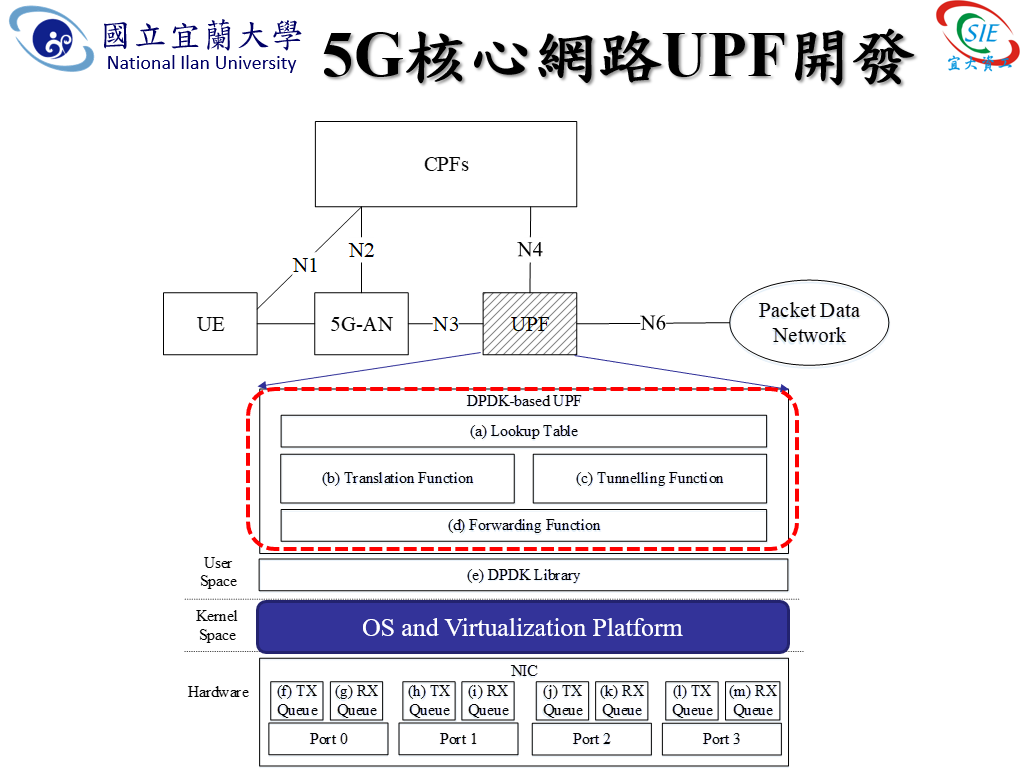 國立宜蘭大學
National Ilan University
5G核心網路UPF開發
SIE
宜大資工
CPFs
N1
N2
N4
UE
5G-AN
N3
UPF
N6
Packet Data
Network
DPDK-based UPF
(a) Lookup Table
(b) Translation Function
(c) Tunnelling Function
(d) Forwarding Function
User
Space
(e) DPDK Library
Kernel
Space
OS and Virtualization Platform
Hardware
NIC
(f) TX
Queue
(g) RX
Queue
(h) TX
Queue
(i) RX
Queue
(j) TX
Queue
(k) RX
Queue
(l) TX
Queue
(m) RX
Queue
Port 0
Port 1
Port 2
Port 3